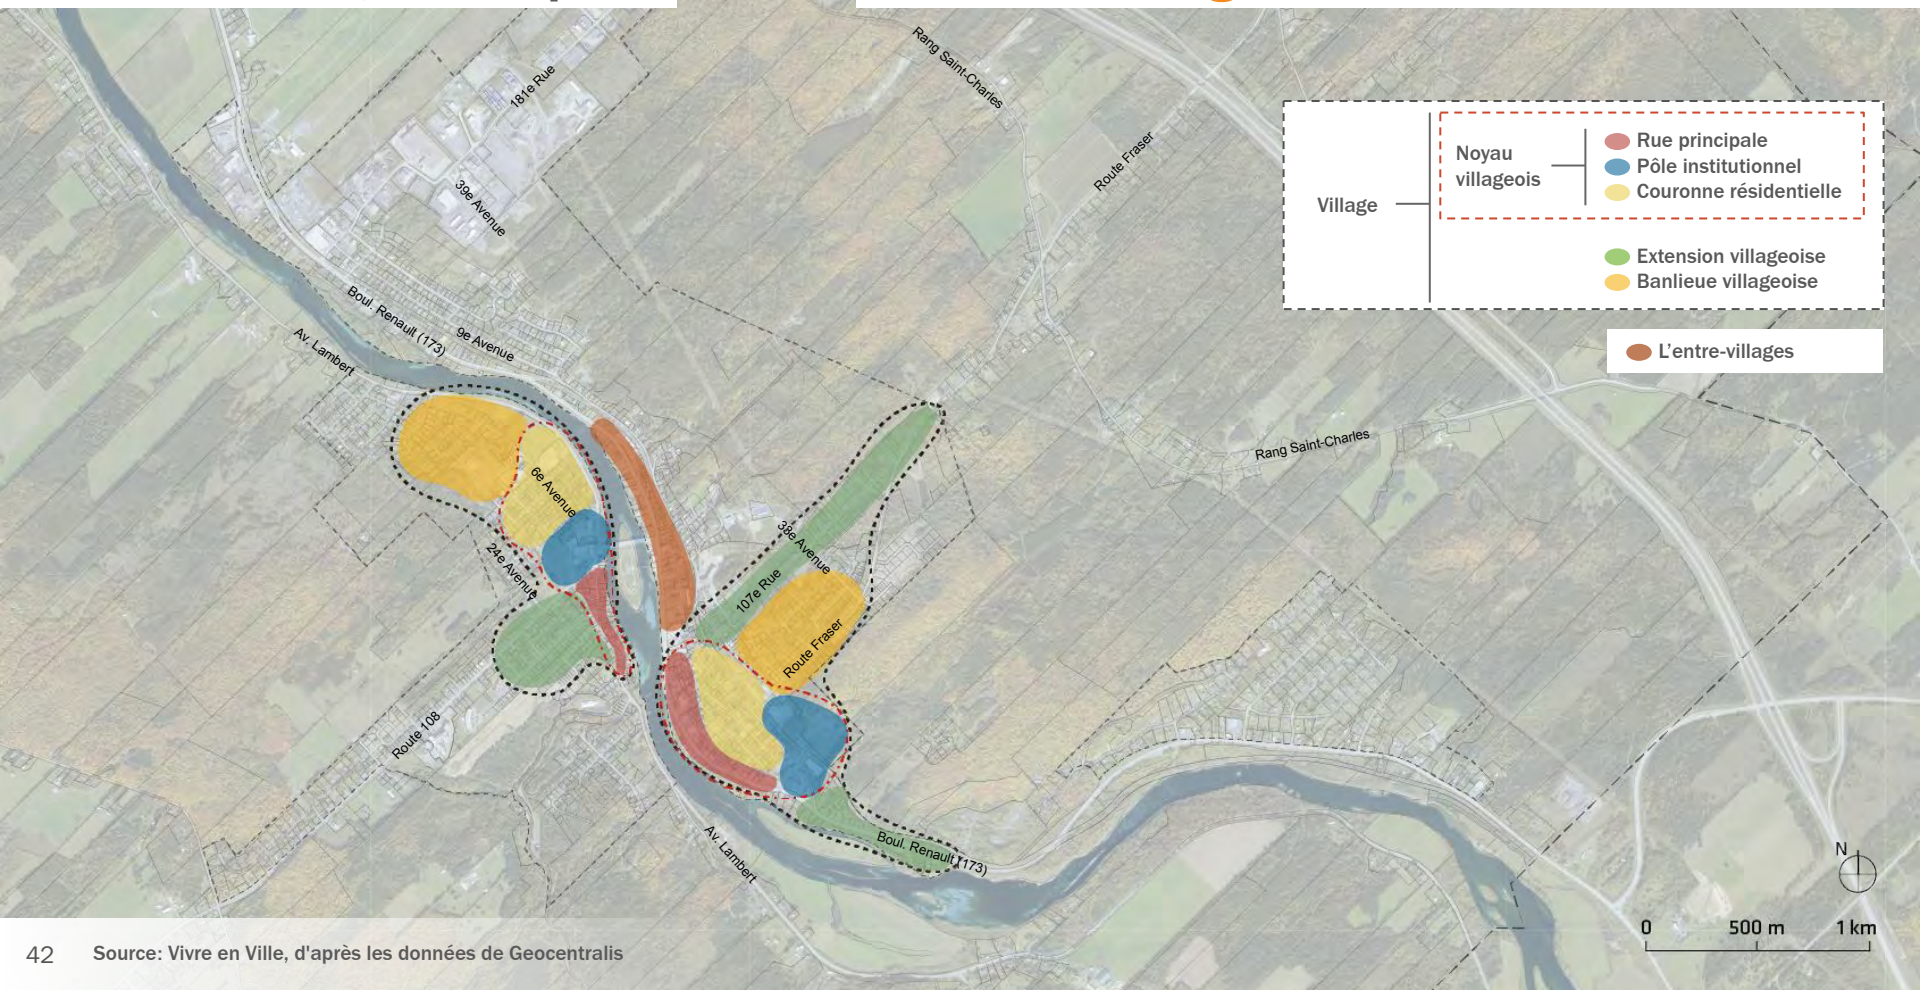 Rang Saint-Charles
181e Rue
Route Fraser
39e Avenue
Noyau
villageois
Village
Rue principale
Pôle institutionnel
Couronne résidentielle
Extension villageoise
Banlieue villageoise
L'entre-villages
Boul. Renault (173)
9e Avenue
Av. Lambert
Rang Saint-Charles
6e Avenue
38e Avenue
24e Avenue
107e Rue
Route Fraser
Route 108
Av. Lambert
Boul. Renault (173)
N
0 500 m 1 km
42 Source: Vivre en Ville, d'après les données de Geocentralis